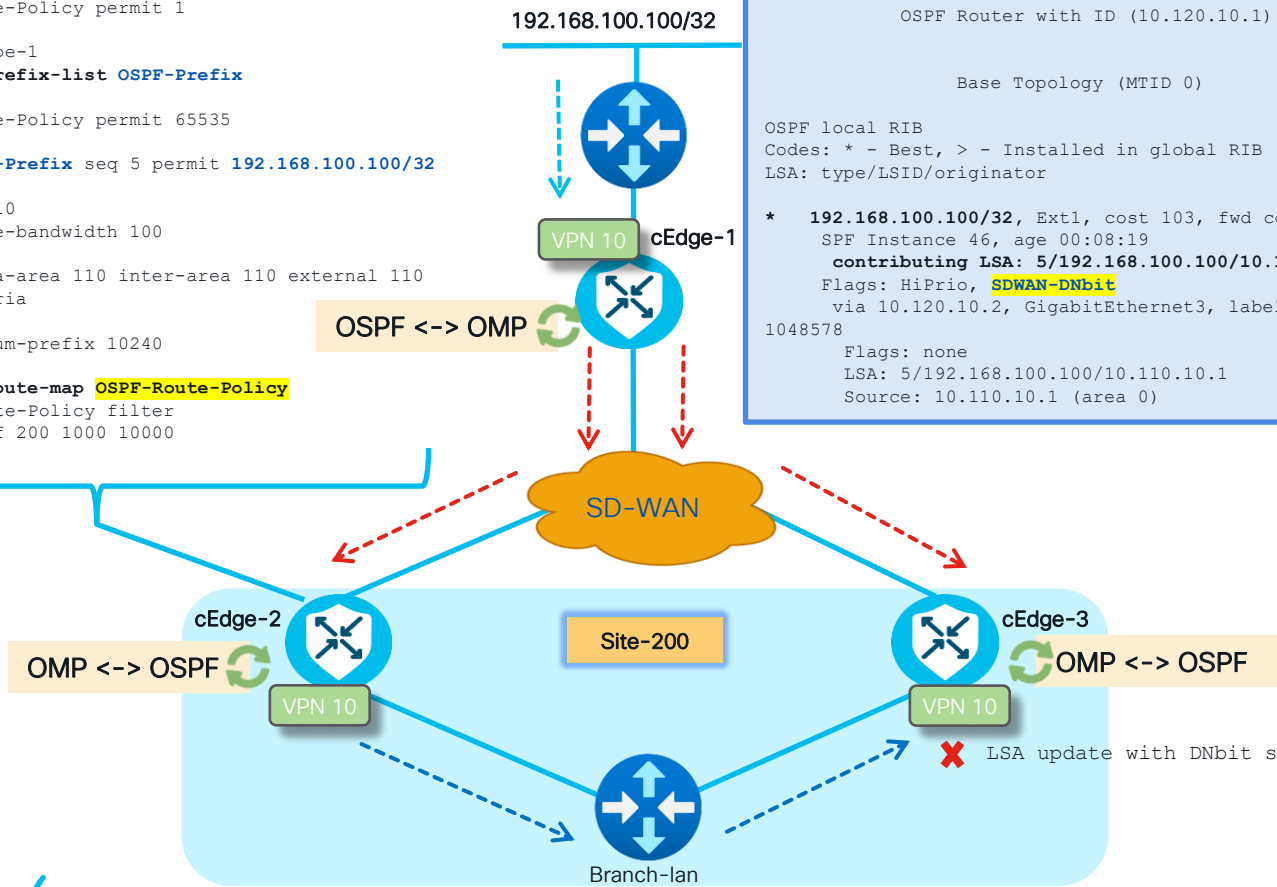 e-Policy permit 1
pe-1
refix-list OSPF-Prefix
e-Policy permit 65535
-Prefix seq 5 permit 192.168.100.100/32
10
e-bandwidth 100
a-area 110 inter-area 110 external 110
ria
um-prefix 10240
oute-map OSPF-Route-Policy
te-Policy filter
f 200 1000 10000
192.168.100.100/32
OSPF Router with ID (10.120.10.1)
Base Topology (MTID 0)
OSPF local RIB
Codes: * - Best, > - Installed in global RIB
LSA: type/LSID/originator
* 192.168.100.100/32, Ext1, cost 103, fwd co
SPF Instance 46, age 00:08:19
contributing LSA: 5/192.168.100.100/10.1
Flags: HiPrio, SDWAN-DNbit
via 10.120.10.2, GigabitEthernet3, label
1048578
Flags: none
LSA: 5/192.168.100.100/10.110.10.1
Source: 10.110.10.1 (area 0)
VPN 10
cEdge-1
OSPF <-> OMP
SD-WAN
cEdge-2
Site-200
cEdge-3
OMP <-> OSPF
OMP <-> OSPF
VPN 10
VPN 10
LSA update with DNbit s
Branch-lan